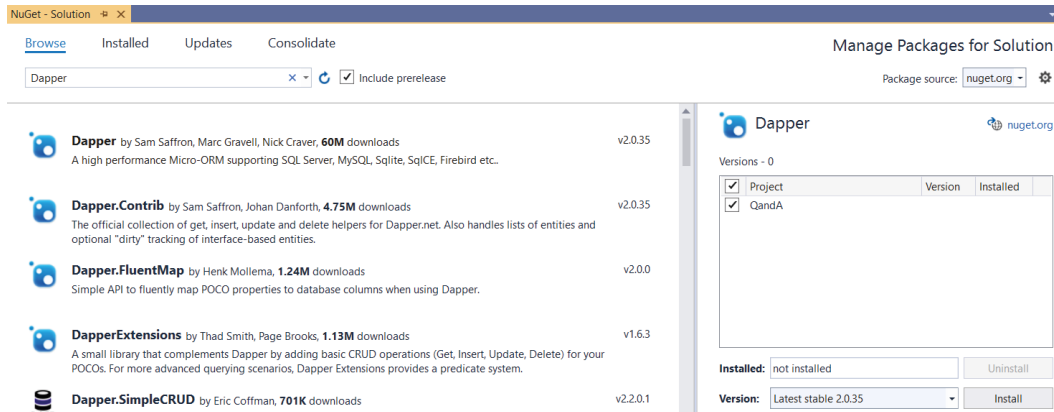 NuGet - Solution
Browse Installed Updates Consolidate
Manage Packages for Solution
Dapper
Include prerelease
Package source: nuget.org
Dapper by Sam Saffron, Marc Gravell, Nick Craver, 60M downloads v2.0.35
A high performance Micro-ORM supporting SQL Server, MySQL, Sqlite, SqlCE, Firebird etc..
Dapper.Contrib by Sam Saffron, Johan Danforth, 4.75M downloads v2.0.35
The official collection of get, insert, update and delete helpers for Dapper.net. Also handles lists of entities and
optional "dirty" tracking of interface-based entities.
Dapper.FluentMap by Henk Mollema, 1.24M downloads v2.0.0
Simple API to fluently map POCO properties to database columns when using Dapper.
DapperExtensions by Thad Smith, Page Brooks, 1.13M downloads v1.6.3
A small library that complements Dapper by adding basic CRUD operations (Get, Insert, Update, Delete) for your
POCOs. For more advanced querying scenarios, Dapper Extensions provides a predicate system.
Dapper.SimpleCRUD by Eric Coffman, 701K downloads v2.2.0.1
Dapper nuget.org
Versions - 0
Project Version Installed
QandA
Installed: not installed Uninstall
Version: Latest stable 2.0.35 Install